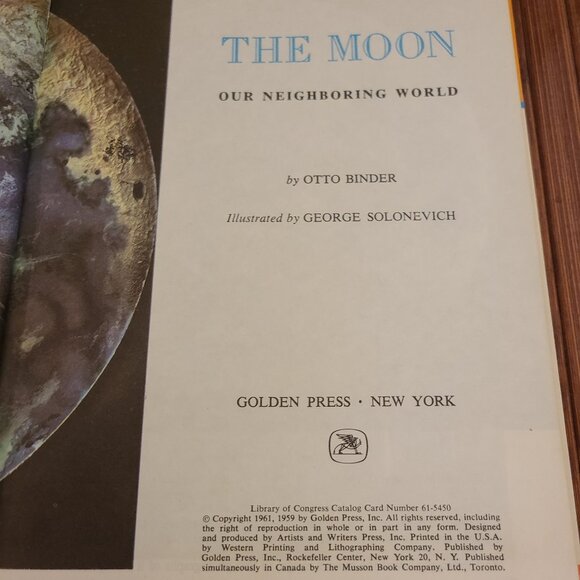 THE MOON
OUR NEIGHBORING WORLD
by OTTO BINDER
Illustrated by GEORGE SOLONEVICH
GOLDEN PRESS • NEW YORK
Library of Congress Catalog Card Number 61-5450
© Copyright 1961, 1959 by Golden Press, Inc. All rights reserved, including
the right of reproduction in whole or in part in any form. Designed
and produced by Artists and Writers Press, Inc. Printed in the U.S.A.
by Western Printing and Lithographing Company. Published by
Golden Press, Inc., Rockefeller Center, New York 20, N. Y. Published
simultaneously in Canada by The Musson Book Company, Ltd., Toronto.